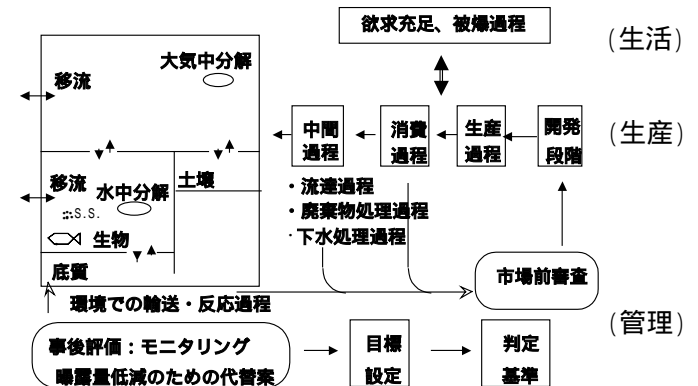 欲求充足、被爆過程
(生活)
大気中分解
移流
中間
過程
消費
過程
生産
過程
開発
段階
(生産)
移流
水中分解
土壌
S.S.
生物
底質
・流達過程
・廃棄物処理過程
・下水処理過程
市場前審査
環境での輸送・反応過程
(管理)
事後評価：モニタリング
曝露量低減のための代替案
目標
設定
判定
基準